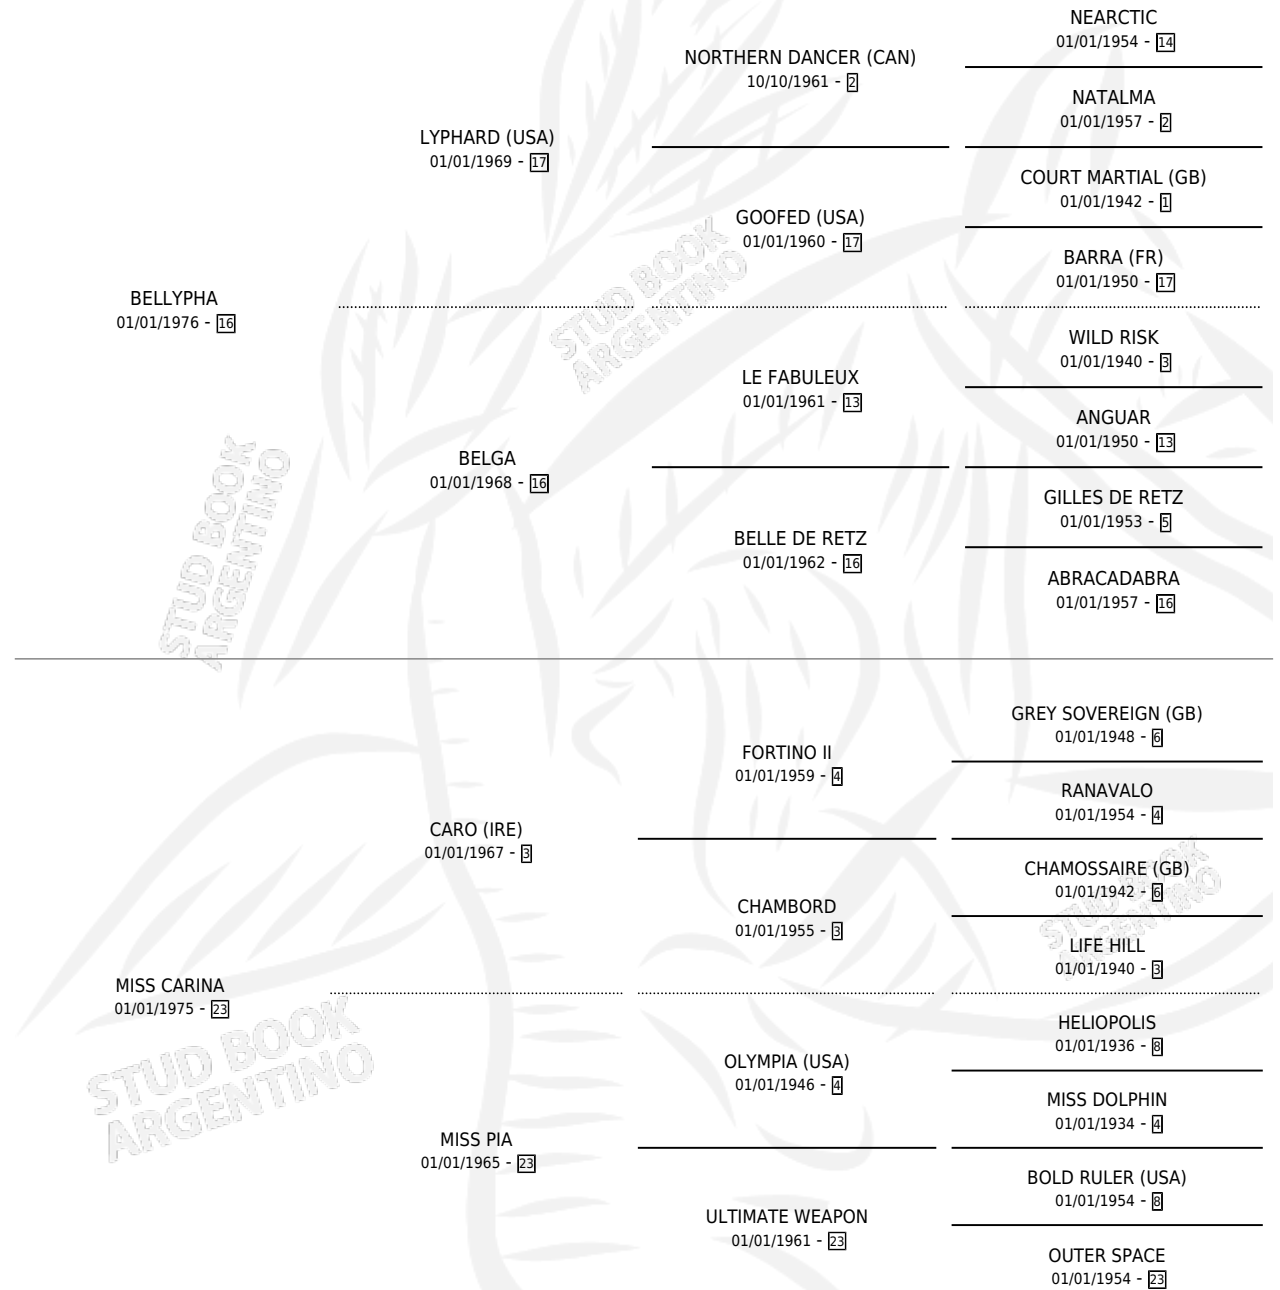 NEARCTIC
01/01/1954 - 14
NORTHERN DANCER (CAN)
10/10/1961 - 2
NATALMA
01/01/1957 - 2
LYPHARD (USA)
01/01/1969 - 17
COURT MARTIAL (GB)
01/01/1942 - 1
GOOFED (USA)
01/01/1960 - 17
BARRA (FR)
01/01/1950 - 17
BELLYPHA
01/01/1976 - 16
STUD BOOK
ARGENTINO
WILD RISK
01/01/1940 - 3
LE FABULEUX
01/01/1961 - 13
ANGUAR
01/01/1950 - 13
BELGA
01/01/1968 - 16
GILLES DE RETZ
01/01/1953 - 5
BELLE DE RETZ
01/01/1962 - 16
ABRACADABRA
01/01/1957 - 16
STUD BOOK
ARGENTINO
GREY SOVEREIGN (GB)
01/01/1948 - 6
FORTINO II
01/01/1959 - 4
RANAVALO
01/01/1954 - 4
CARO (IRE)
01/01/1967 - 3
CHAMOSSAIRE (GB)
01/01/1942 - 6
CHAMBORD
01/01/1955 - 3
LIFE HILL
01/01/1940 - 3
STUD BOOK
ARGENTINO
MISS CARINA
01/01/1975 - 23
HELIOPOLIS
01/01/1936 - 8
OLYMPIA (USA)
01/01/1946 - 4
MISS DOLPHIN
01/01/1934 - 4
STUD BOOK
ARGENTINO
MISS PIA
01/01/1965 - 23
BOLD RULER (USA)
01/01/1954 - 8
ULTIMATE WEAPON
01/01/1961 - 23
OUTER SPACE
01/01/1954 - 23